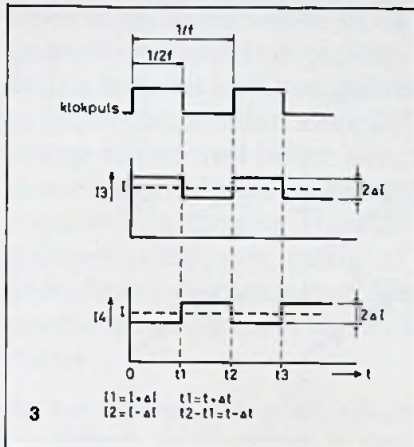 1/f
1/2f
klokpuls
I3 I 2ΔI
I4 I 2ΔI
0 t1 t2 t3 t
I1=I+ΔI t1=t+Δt
I2=I-ΔI t2-t1=t-Δt
3